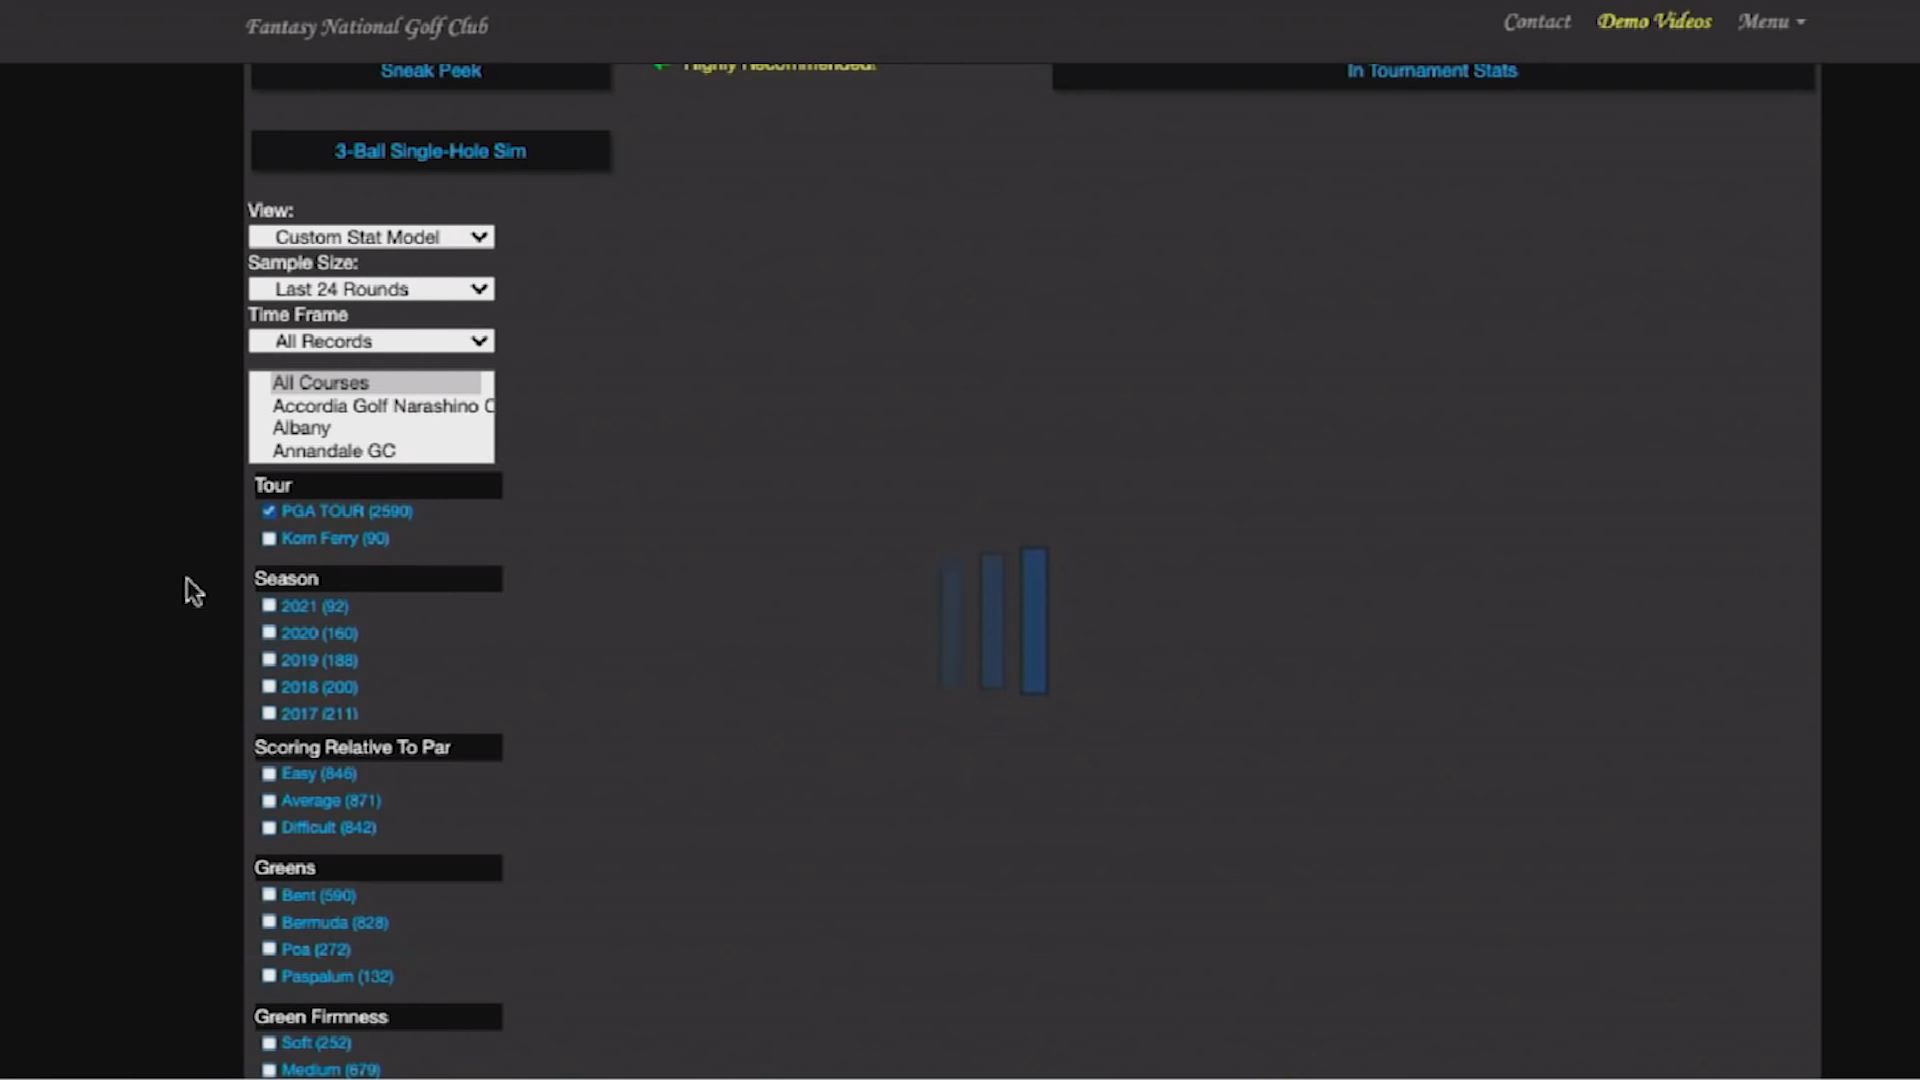 Fantasy National Golf Club
Contact
Demo Videos
Menu
Sneak Peek
Highly Recommended!
In Tournament Stats
3-Ball Single-Hole Sim
View:
Custom Stat Model
Sample Size:
Last 24 Rounds
Time Frame
All Records
All Courses
Accordia Golf Narashino C
Albany
Annandale GC
Tour
PGA TOUR (2590)
Korn Ferry (90)
Season
2021 (92)
2020 (160)
2019 (188)
2018 (200)
2017 (211)
Scoring Relative To Par
Easy (846)
Average (871)
Difficult (842)
Greens
Bent (590)
Bermuda (828)
Poa (272)
Paspalum (132)
Green Firmness
Soft (252)
Medium (679)